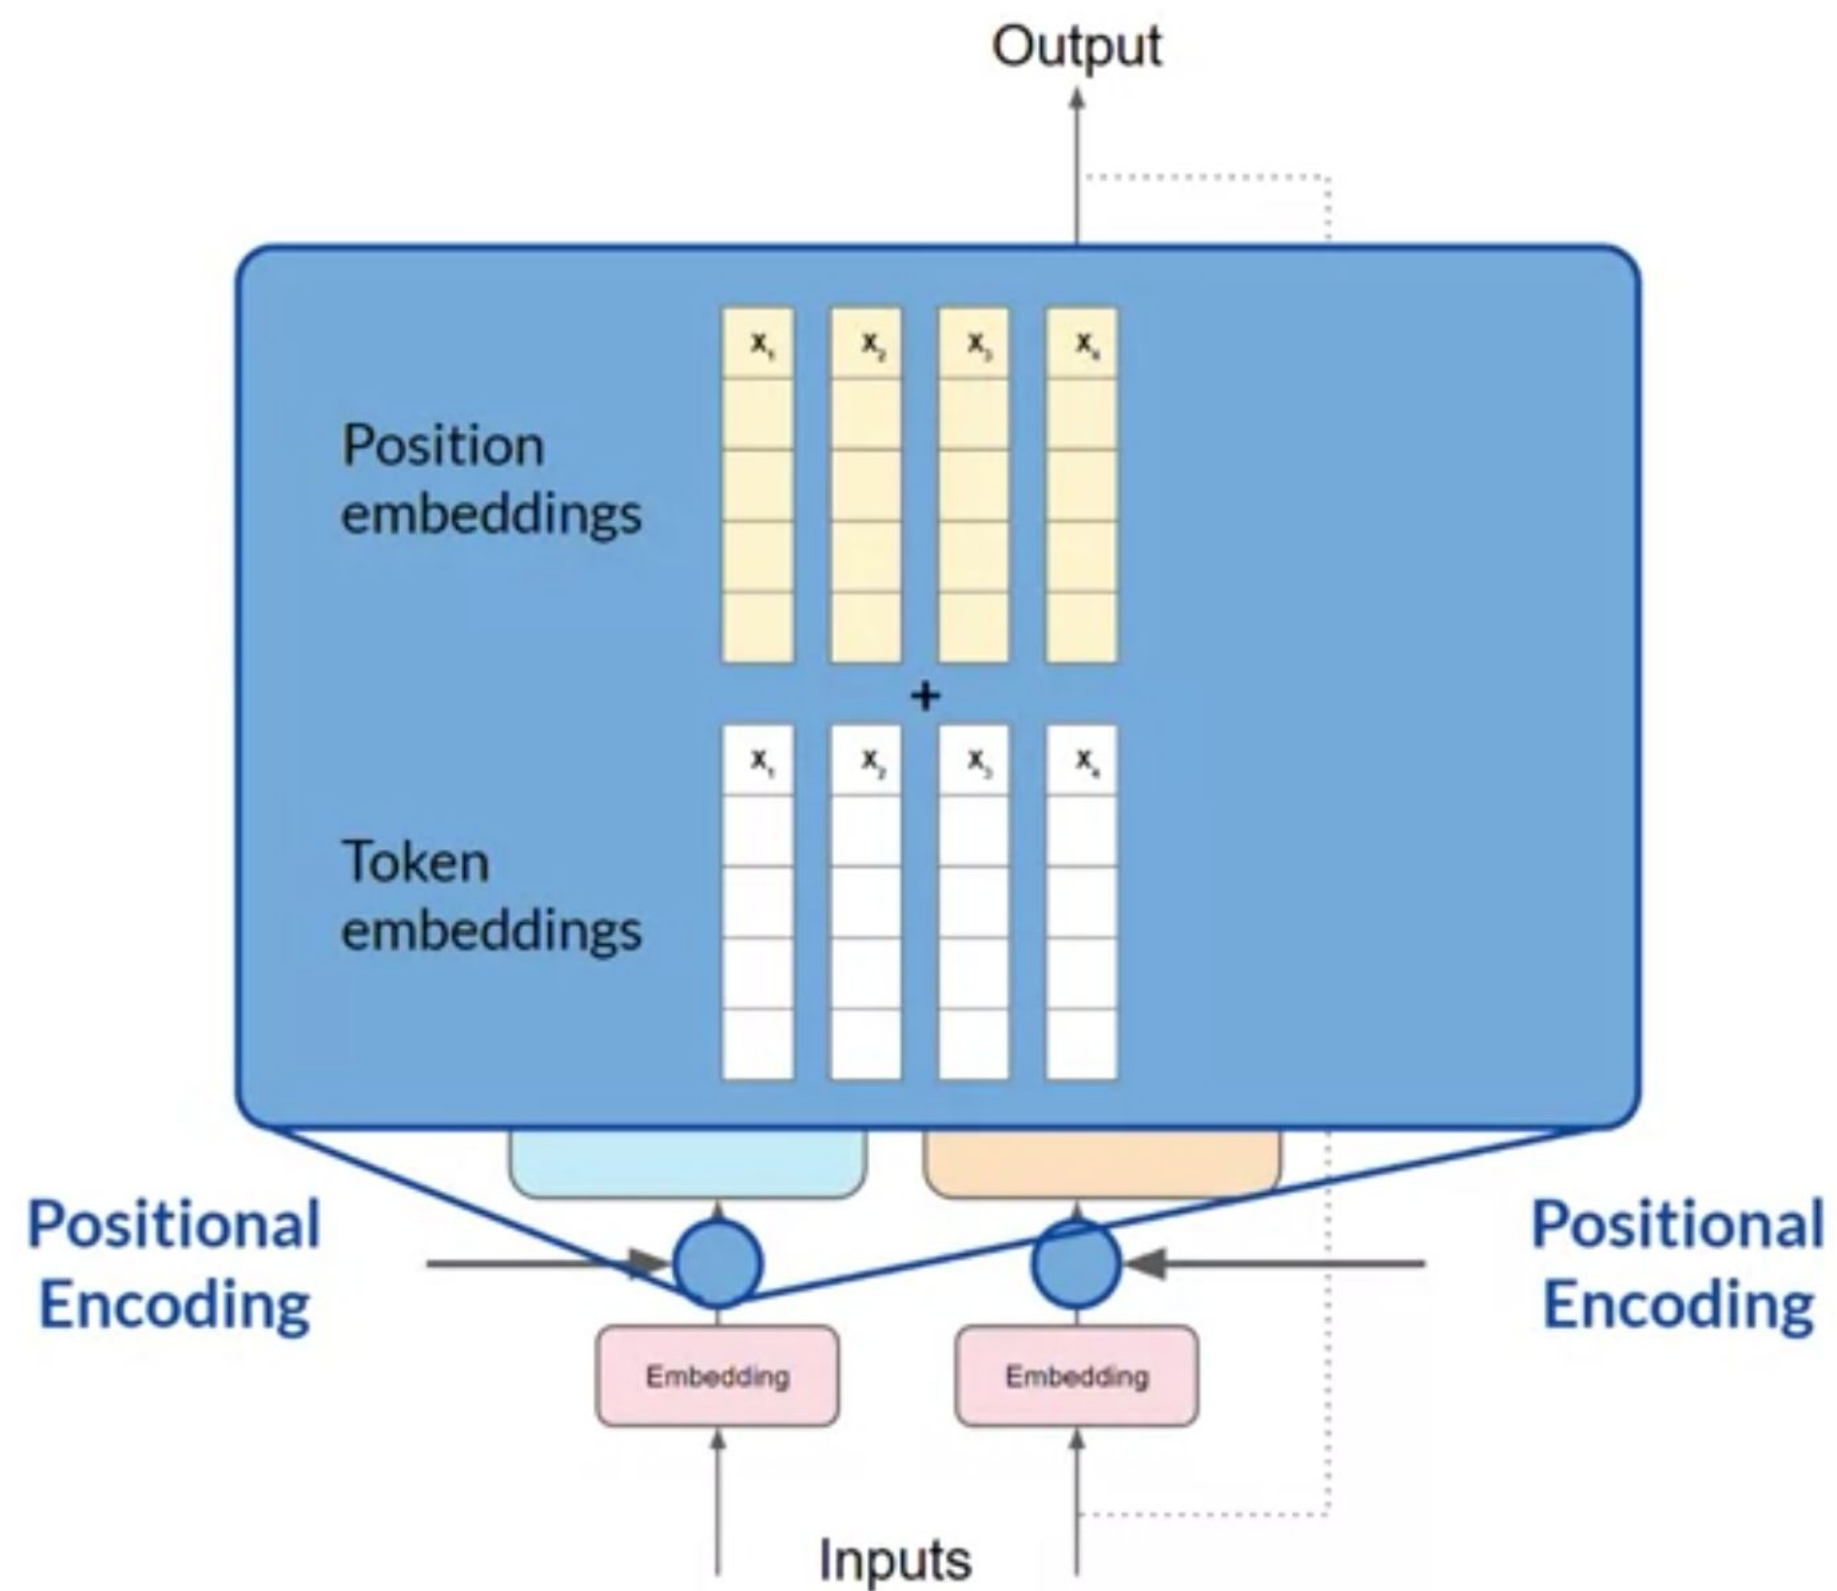 Output
x₁ x₂ x₃ x₄
Position
embeddings
+
x₁ x₂ x₃ x₄
Token
embeddings
Positional
Encoding
Positional
Encoding
Embedding Embedding
Inputs